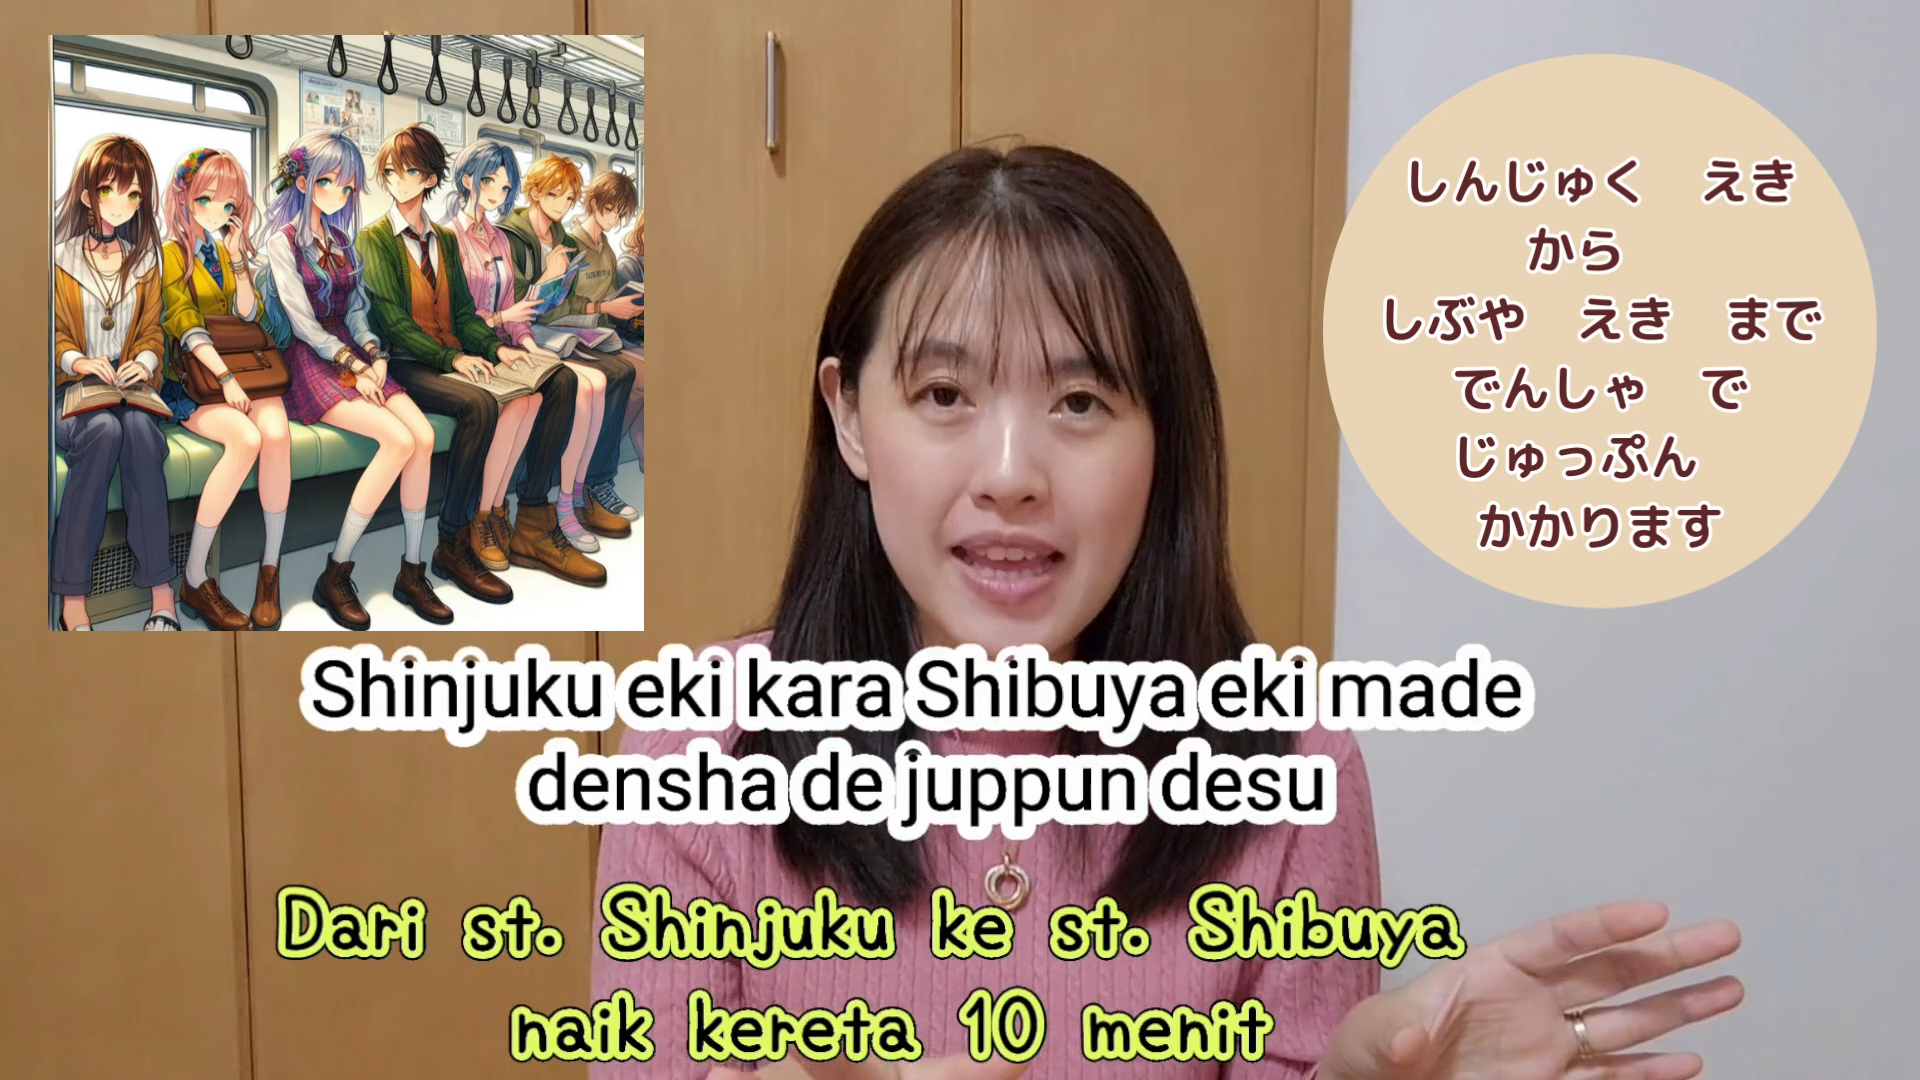 しんじゅく　えき
から
しぶや　えき　まで
でんしゃ　で
じゅっぷん
かかります
Shinjuku eki kara Shibuya eki made
densha de juppun desu
Dari st. Shinjuku ke st. Shibuya
naik kereta 10 menit